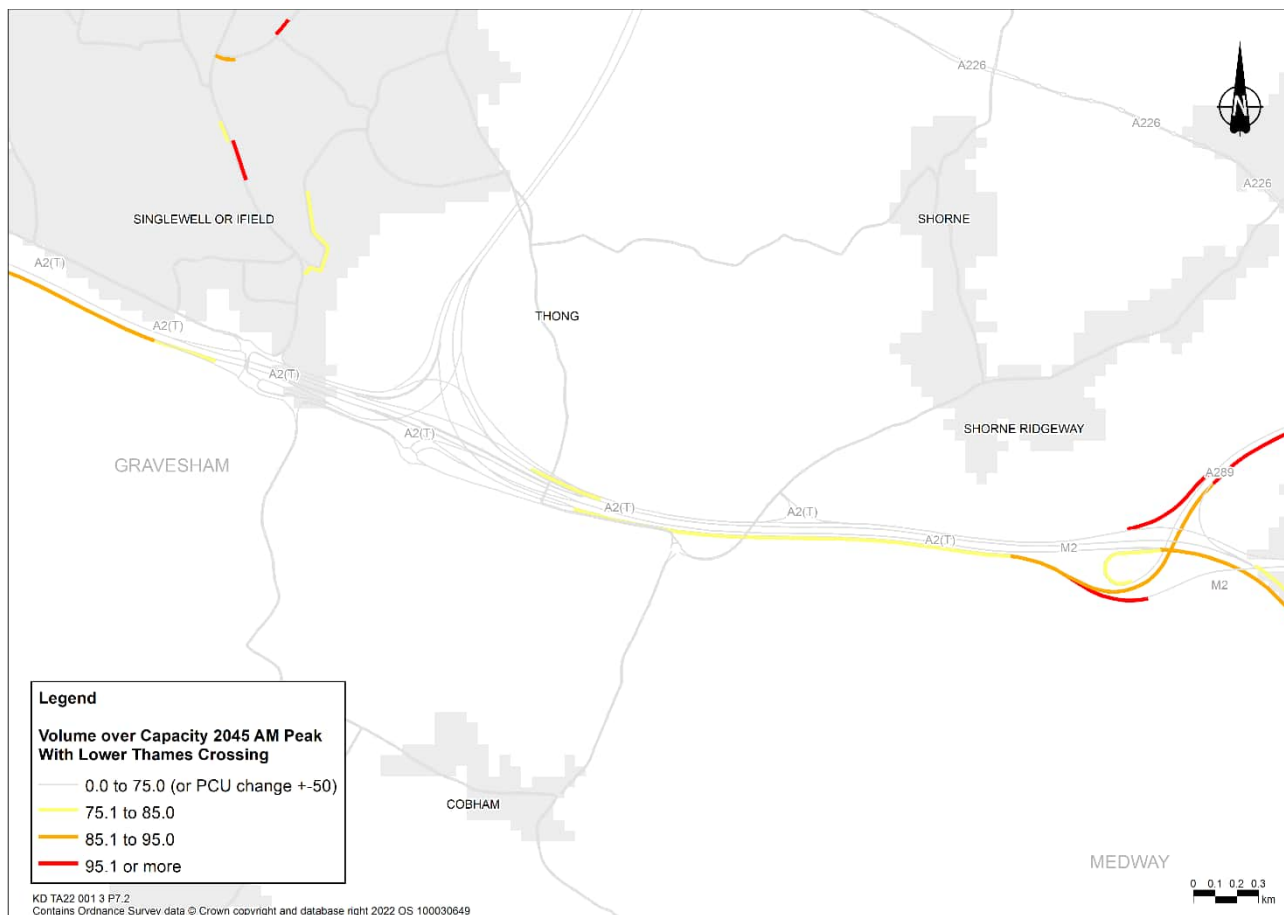 A226
N
A226
A226
SINGLEWELL OR IFIELD
SHORNE
A2(T)
THONG
A2(T)
A2(T)
SHORNE RIDGEWAY
A2(T)
GRAVESHAM
A289
A2(T)
A2(T)
A2(T)
M2
M2
Legend
Volume over Capacity 2045 AM Peak
With Lower Thames Crossing
0.0 to 75.0 (or PCU change +-50)
75.1 to 85.0
85.1 to 95.0
95.1 or more
COBHAM
MEDWAY
0 0.1 0.2 0.3
km
KD TA22 001 3 P7.2
Contains Ordnance Survey data © Crown copyright and database right 2022 OS 100030649